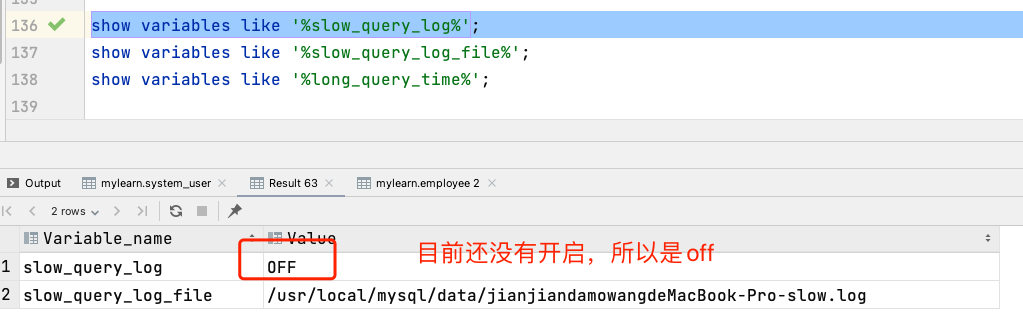 136 show variables like '%slow_query_log%';
137 show variables like '%slow_query_log_file%';
138 show variables like '%long_query_time%';
139
Output mylearn.system_user Result 63 mylearn.employee 2
2 rows
Variable_name Value
目前还没有开启，所以是off
1 slow_query_log OFF
2 slow_query_log_file /usr/local/mysql/data/jianjiandamowangdeMacBook-Pro-slow.log